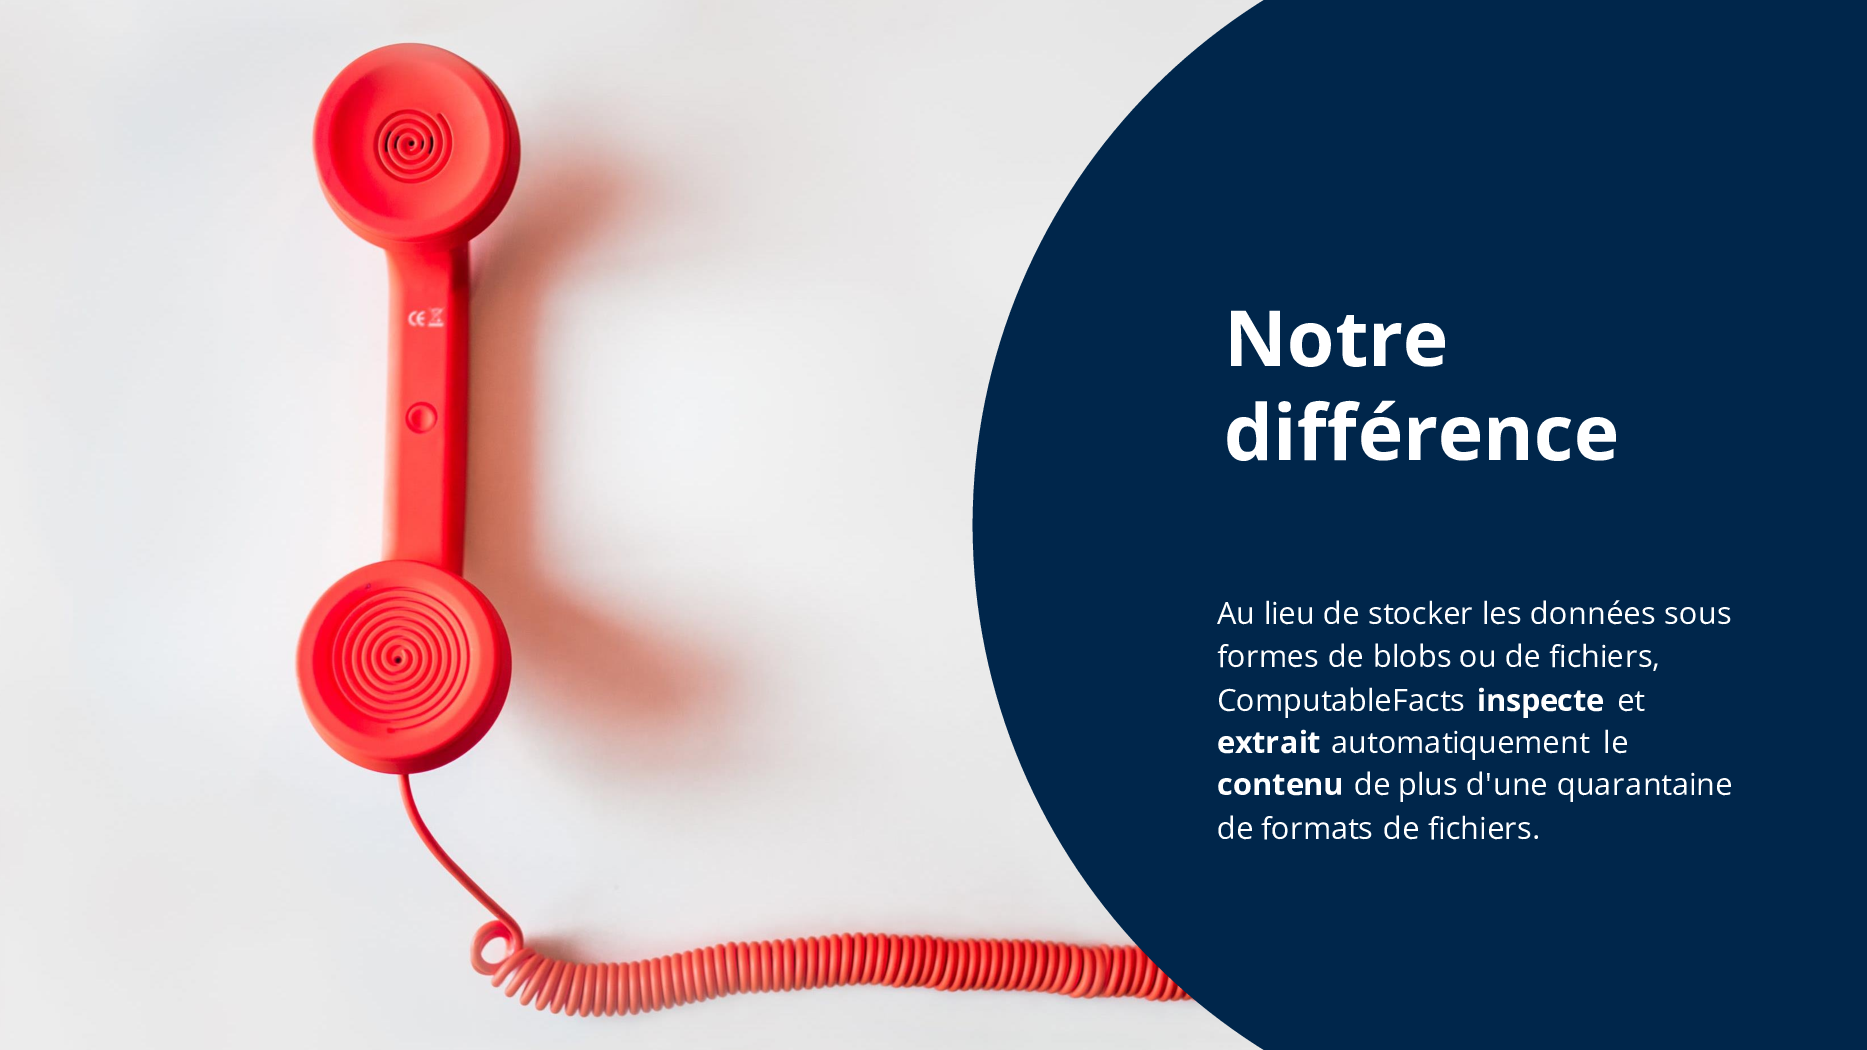 Notre
différence
Au lieu de stocker les données sous
formes de blobs ou de fichiers,
ComputableFacts inspecte et
extrait automatiquement le
contenu de plus d'une quarantaine
de formats de fichiers.
CE